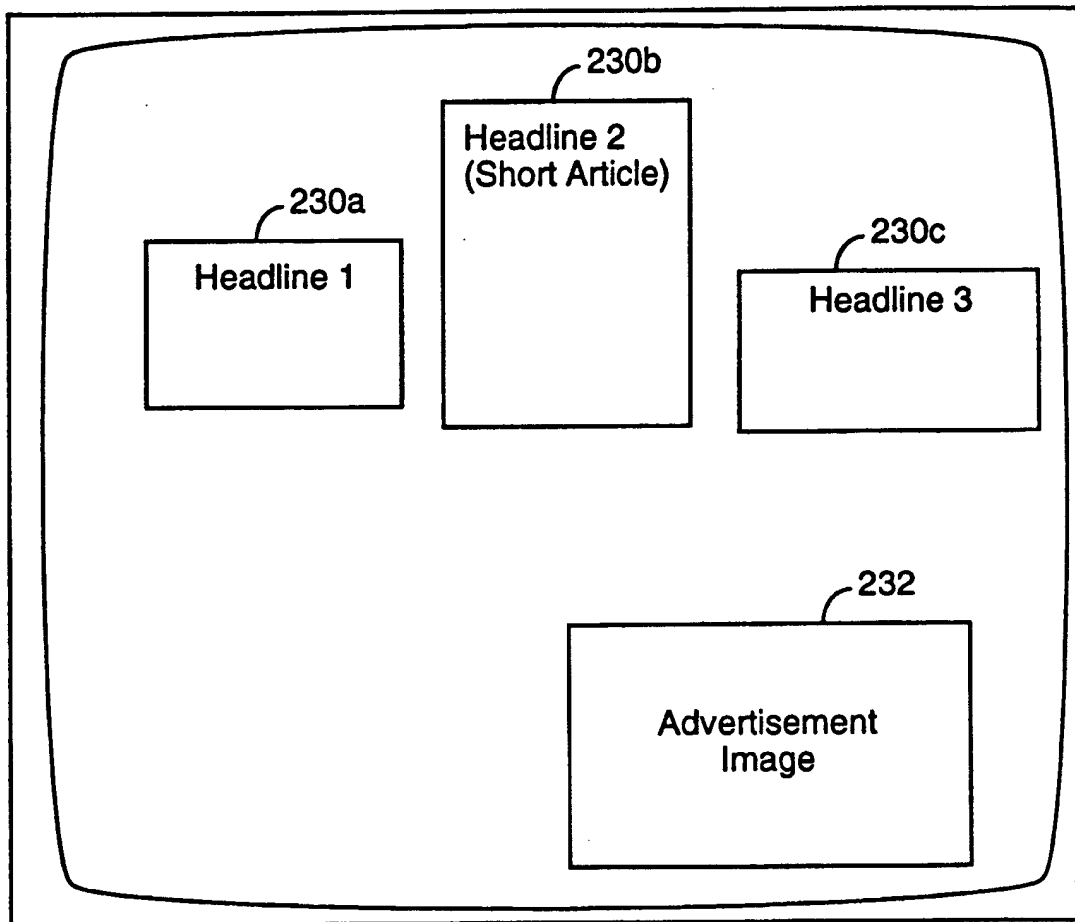 230b
Headline 2
(Short Article)
230a
Headline 1
230c
Headline 3
232
Advertisement
Image